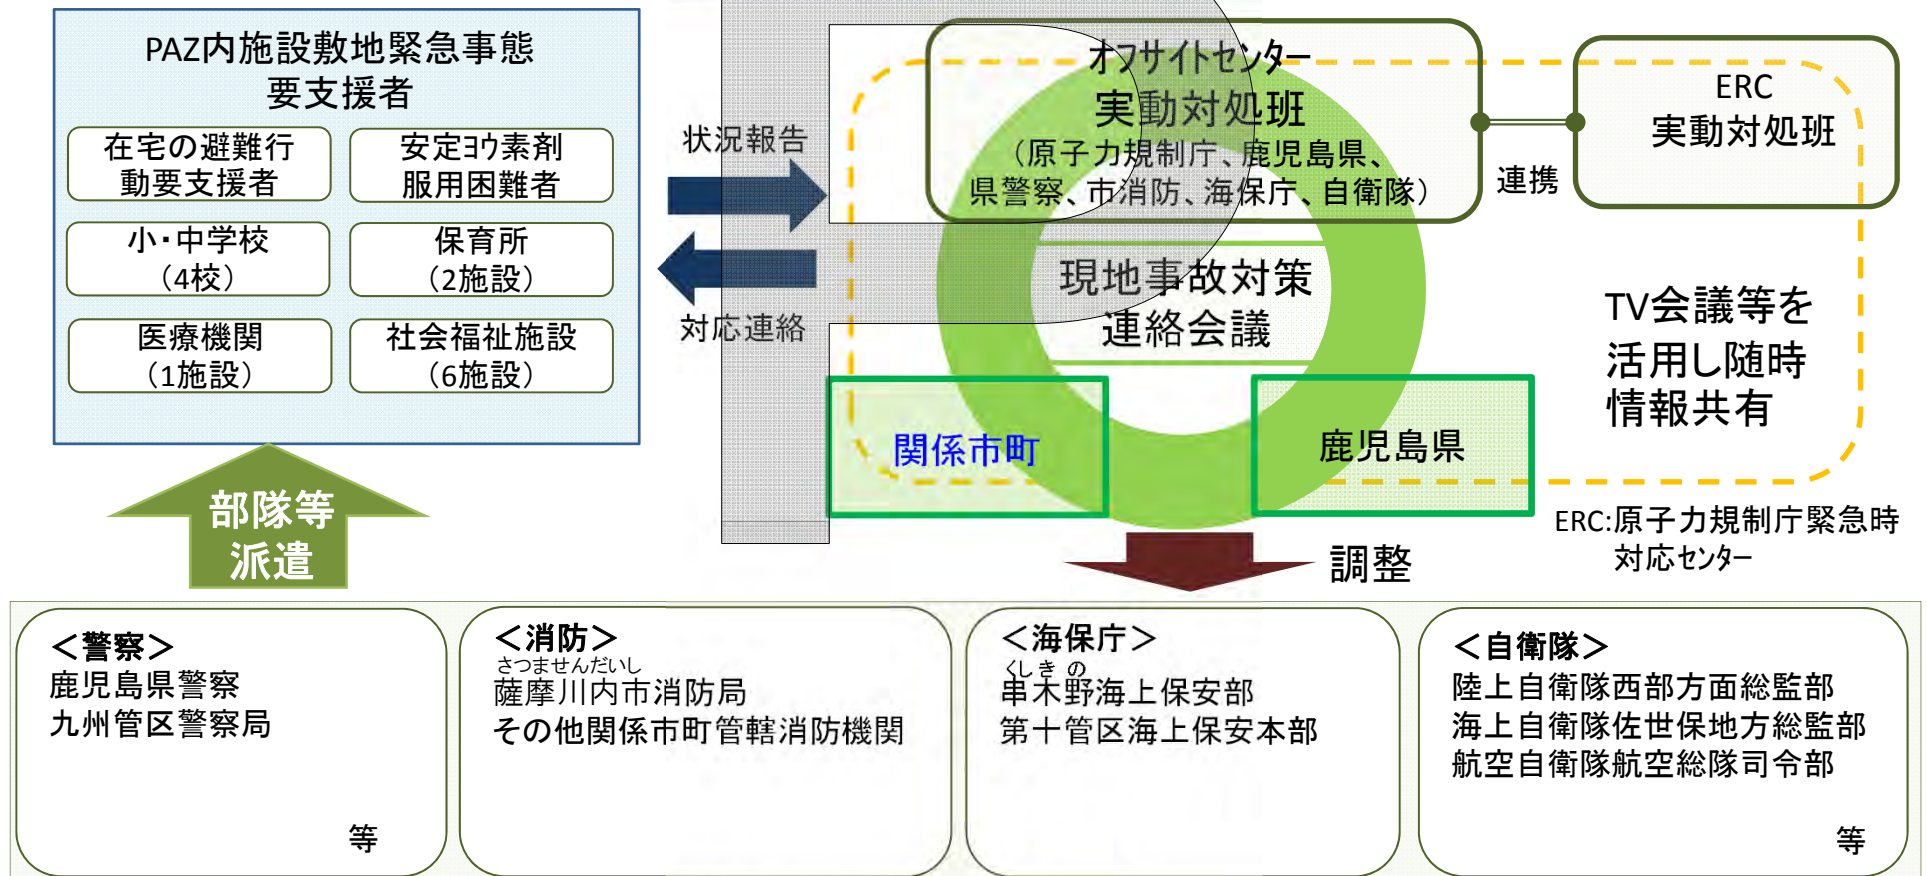 PAZ内施設敷地緊急事態
要支援者
在宅の避難行
動要支援者
安定ﾖｳ素剤
服用困難者
小・中学校
（4校）
保育所
（2施設）
医療機関
（1施設）
社会福祉施設
（6施設）
状況報告
対応連絡
オフサイトセンター
実動対処班
（原子力規制庁、鹿児島県、
県警察、市消防、海保庁、自衛隊）
連携
ERC
実動対処班
現地事故対策
連絡会議
TV会議等を
活用し随時
情報共有
関係市町
鹿児島県
ERC:原子力規制庁緊急時
対応センター
部隊等
派遣
調整
＜警察＞
鹿児島県警察
九州管区警察局
等
＜消防＞
さつませんだいし
薩摩川内市消防局
その他関係市町管轄消防機関
＜海保庁＞
くしきの
串木野海上保安部
第十管区海上保安本部
＜自衛隊＞
陸上自衛隊西部方面総監部
海上自衛隊佐世保地方総監部
航空自衛隊航空総隊司令部
等